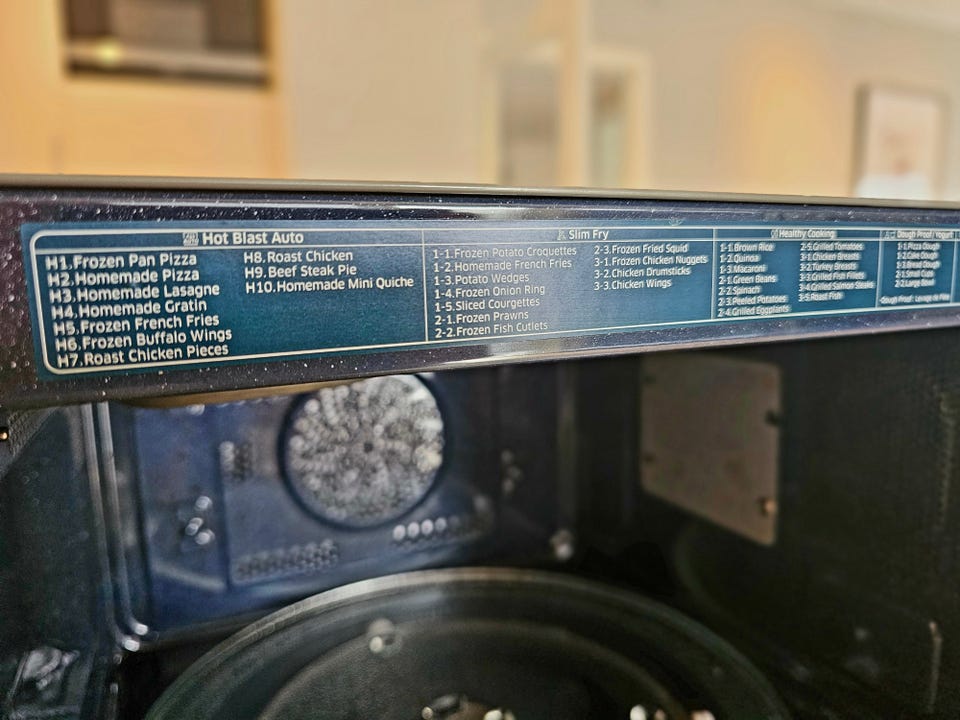 Hot Blast Auto
H1.Frozen Pan Pizza
H2.Homemade Pizza
H3.Homemade Lasagne
H4.Homemade Gratin
H5.Frozen French Fries
H6.Frozen Buffalo Wings
H7.Roast Chicken Pieces
H8.Roast Chicken
H9.Beef Steak Pie
H10.Homemade Mini Quiche
Slim Fry
1-1.Frozen Potato Croquettes
1-2.Homemade French Fries
1-3.Potato Wedges
1-4.Frozen Onion Ring
1-5.Sliced Courgettes
2-1.Frozen Prawns
2-2.Frozen Fish Cutlets
2-3.Frozen Fried Squid
3-1.Frozen Chicken Nuggets
3-2.Chicken Drumsticks
3-3.Chicken Wings
Healthy Cooking
1-1.Brown Rice
1-2.Quinoa
1-3.Macaroni
2-1.Green Beans
2-2.Spinach
2-3.Peeled Potatoes
2-4.Grilled Eggplants
2-5.Grilled Tomatoes
3-1.Chicken Breasts
3-2.Turkey Breasts
3-3.Grilled Fish Fillets
3-4.Grilled Salmon Steaks
3-5.Roast Fish
Dough Proof/Yogurt
1-1.Pizza Dough
1-2.Cake Dough
1-3.Bread Dough
2-1.Small Cups
2-2.Large Bowl
Dough Proof: Levage de Pâte